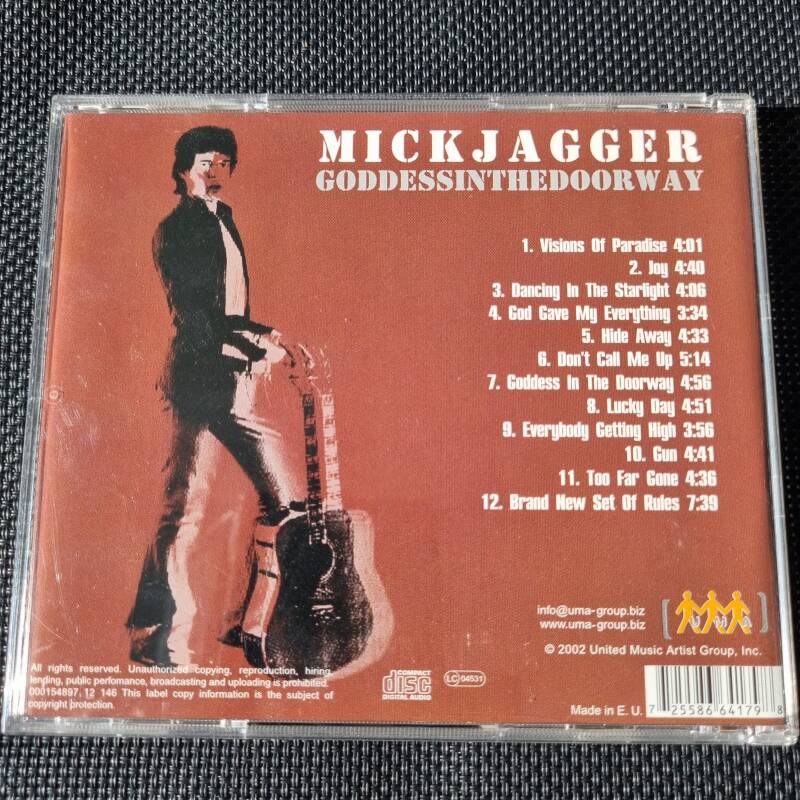 MICKJAGGER
GODDESSINTHEDOORWAY
1. Visions Of Paradise 4:01
2. Joy 4:40
3. Dancing In The Starlight 4:06
4. God Gave My Everything 3:34
5. Hide Away 4:33
6. Don't Call Me Up 5:14
7. Goddess In The Doorway 4:56
8. Lucky Day 4:51
9. Everybody Getting High 3:56
10. Gun 4:41
11. Too Far Gone 4:36
12. Brand New Set Of Rules 7:39
info@uma-group.biz
www.uma-group.biz
[UMA]
© 2002 United Music Artist Group, Inc.
All rights reserved. Unauthorized copying, reproduction, hiring,
lending, public perfomance, broadcasting and uploading is prohibited.
000154897, 12 146 This label copy information is the subject of
copyright protection.
COMPACT
disc
DIGITAL AUDIO
LC 04531
Made in E. U.
7 25586 64179 8